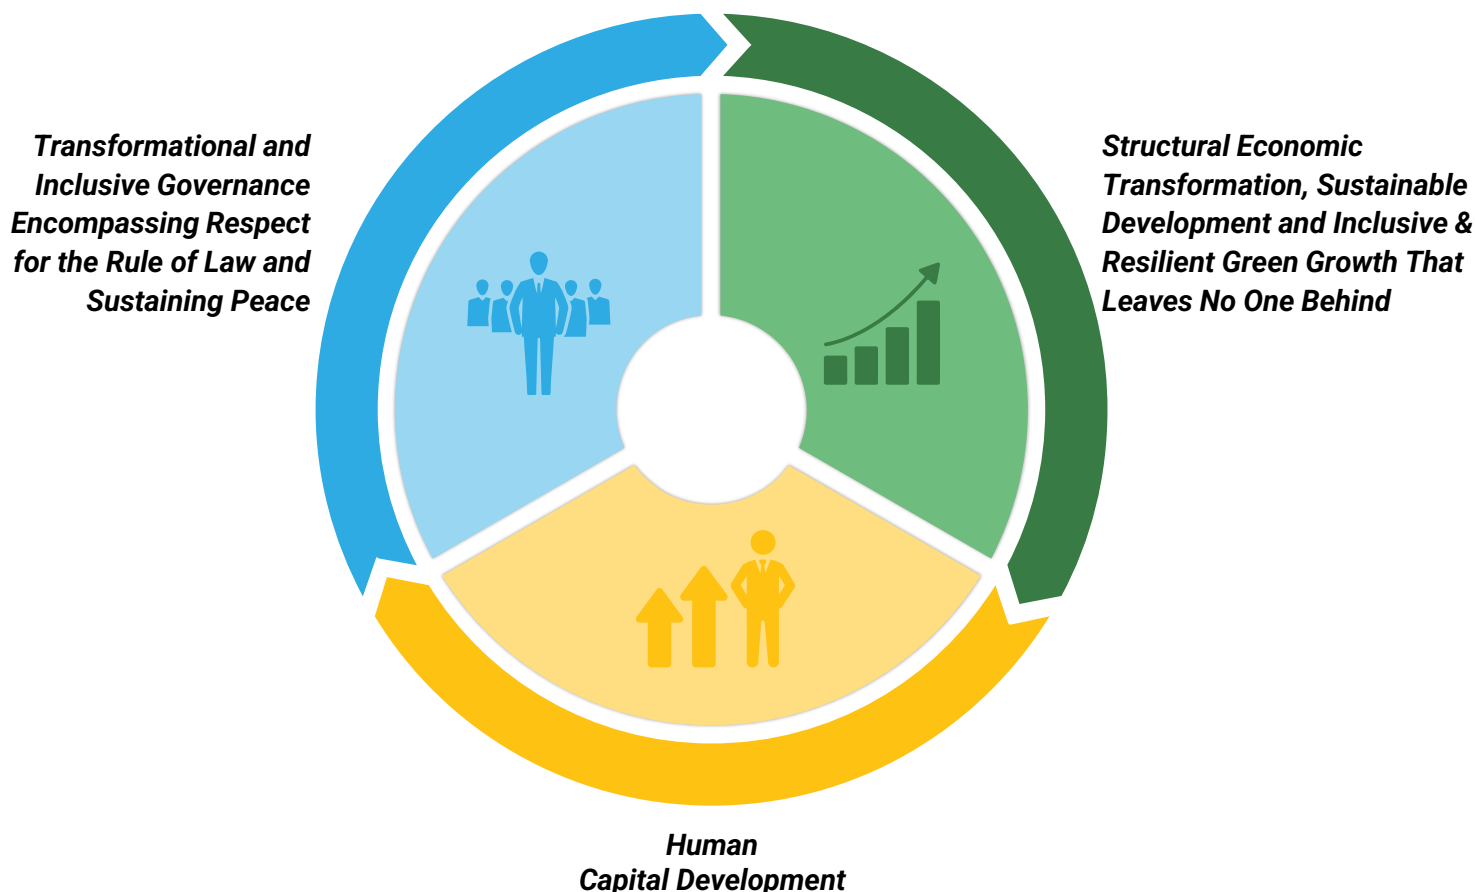 Transformational and
Inclusive Governance
Encompassing Respect
for the Rule of Law and
Sustaining Peace
Structural Economic
Transformation, Sustainable
Development and Inclusive &
Resilient Green Growth That
Leaves No One Behind
Human
Capital Development